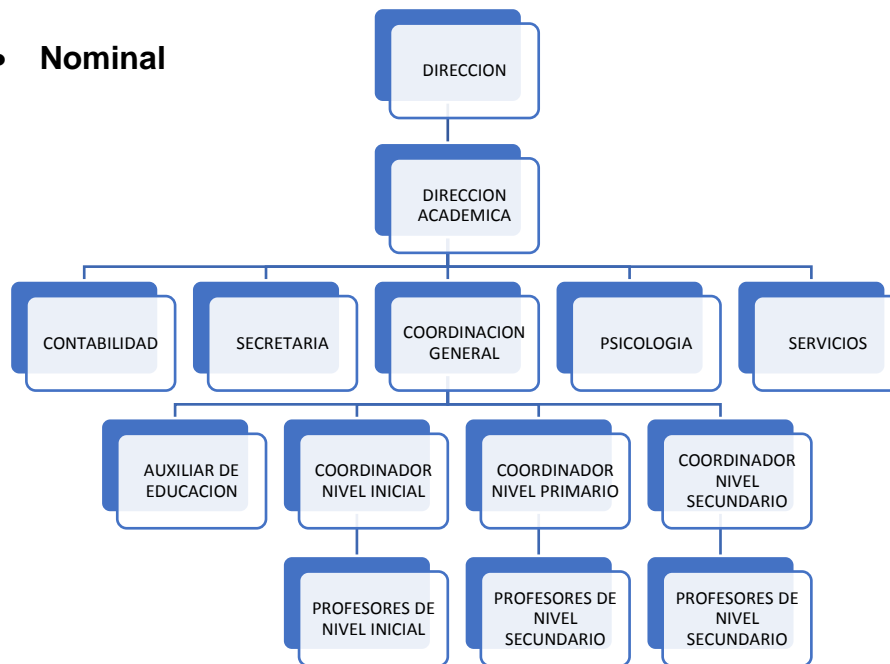 • Nominal
DIRECCION
DIRECCION
ACADEMICA
CONTABILIDAD
SECRETARIA
COORDINACION
GENERAL
PSICOLOGIA
SERVICIOS
AUXILIAR DE
EDUCACION
COORDINADOR
NIVEL INICIAL
COORDINADOR
NIVEL PRIMARIO
COORDINADOR
NIVEL
SECUNDARIO
PROFESORES DE
NIVEL INICIAL
PROFESORES DE
NIVEL
SECUNDARIO
PROFESORES DE
NIVEL
SECUNDARIO